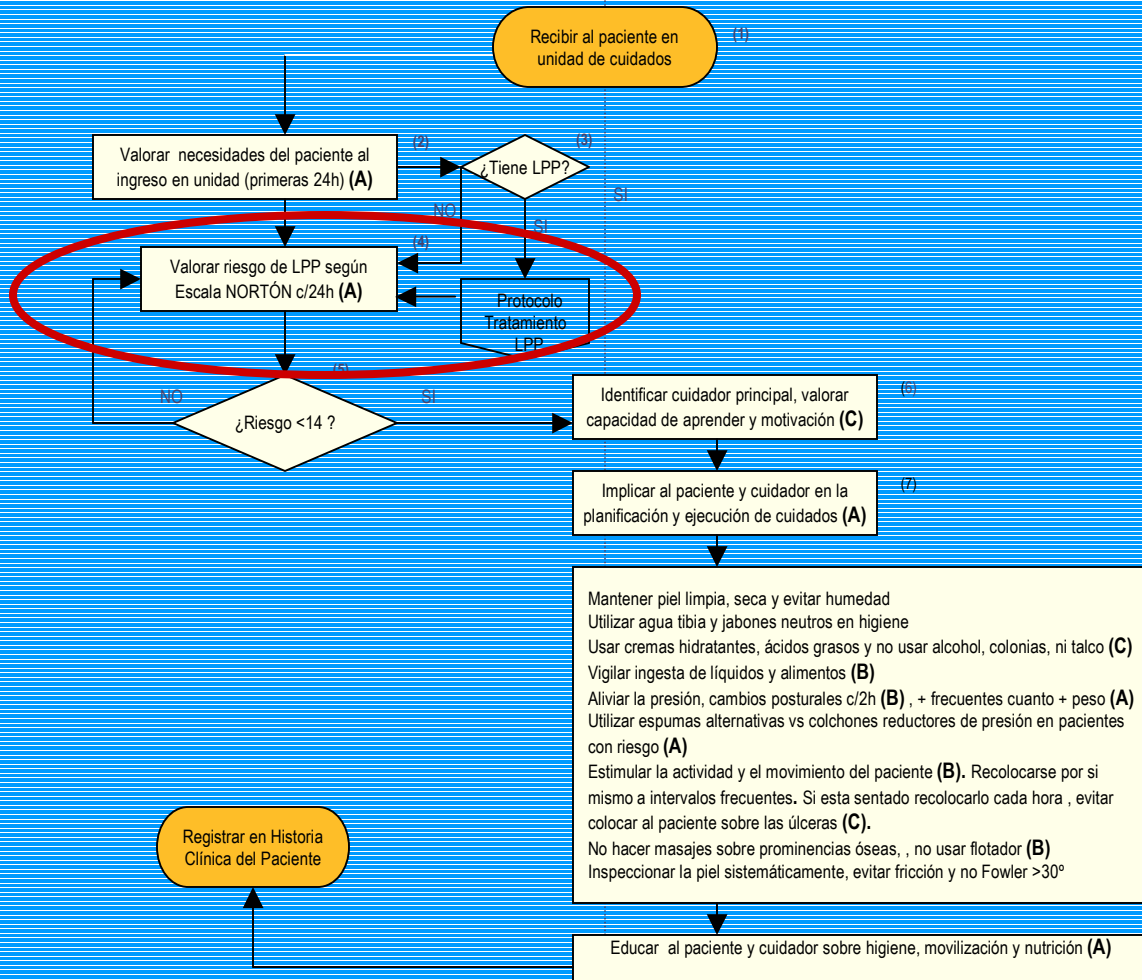 Recibir al paciente en
unidad de cuidados
(1)
Valorar necesidades del paciente al
ingreso en unidad (primeras 24h) (A)
(2)
¿Tiene LPP?
(3)
SI
NO
SI
Valorar riesgo de LPP según
Escala NORTÓN c/24h (A)
(4)
Protocolo
Tratamiento
LPP
(5)
NO
¿Riesgo <14 ?
SI
Identificar cuidador principal, valorar
capacidad de aprender y motivación (C)
(6)
Implicar al paciente y cuidador en la
planificación y ejecución de cuidados (A)
(7)
Mantener piel limpia, seca y evitar humedad
Utilizar agua tibia y jabones neutros en higiene
Usar cremas hidratantes, ácidos grasos y no usar alcohol, colonias, ni talco (C)
Vigilar ingesta de líquidos y alimentos (B)
Aliviar la presión, cambios posturales c/2h (B) , + frecuentes cuanto + peso (A)
Utilizar espumas alternativas vs colchones reductores de presión en pacientes
con riesgo (A)
Estimular la actividad y el movimiento del paciente (B). Recolocarse por si
mismo a intervalos frecuentes. Si esta sentado recolocarlo cada hora , evitar
colocar al paciente sobre las úlceras (C).
No hacer masajes sobre prominencias óseas, , no usar flotador (B)
Inspeccionar la piel sistemáticamente, evitar fricción y no Fowler >30º
Registrar en Historia
Clínica del Paciente
Educar al paciente y cuidador sobre higiene, movilización y nutrición (A)